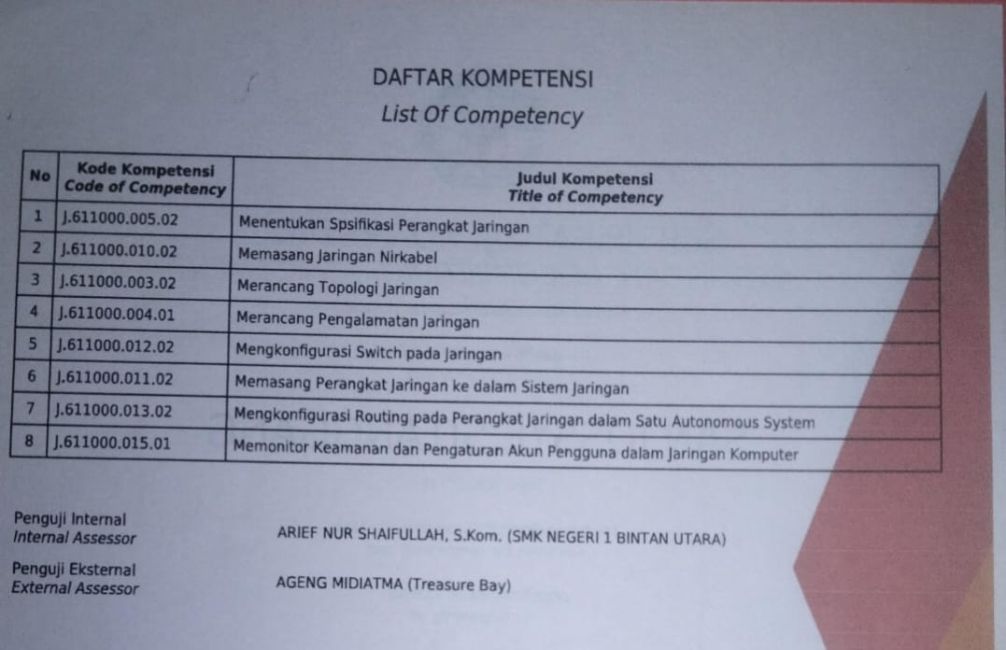 DAFTAR KOMPETENSI
List Of Competency
No Kode Kompetensi Judul Kompetensi
Code of Competency Title of Competency
1 J.611000.005.02 Menentukan Spsifikasi Perangkat Jaringan
2 J.611000.010.02 Memasang Jaringan Nirkabel
3 J.611000.003.02 Merancang Topologi Jaringan
4 J.611000.004.01 Merancang Pengalamatan Jaringan
5 J.611000.012.02 Mengkonfigurasi Switch pada Jaringan
6 J.611000.011.02 Memasang Perangkat Jaringan ke dalam Sistem Jaringan
7 J.611000.013.02 Mengkonfigurasi Routing pada Perangkat Jaringan dalam Satu Autonomous System
8 J.611000.015.01 Memonitor Keamanan dan Pengaturan Akun Pengguna dalam Jaringan Komputer
Penguji Internal
Internal Assessor ARIEF NUR SHAIFULLAH, S.Kom. (SMK NEGERI 1 BINTAN UTARA)
Penguji Eksternal
External Assessor AGENG MIDIATMA (Treasure Bay)